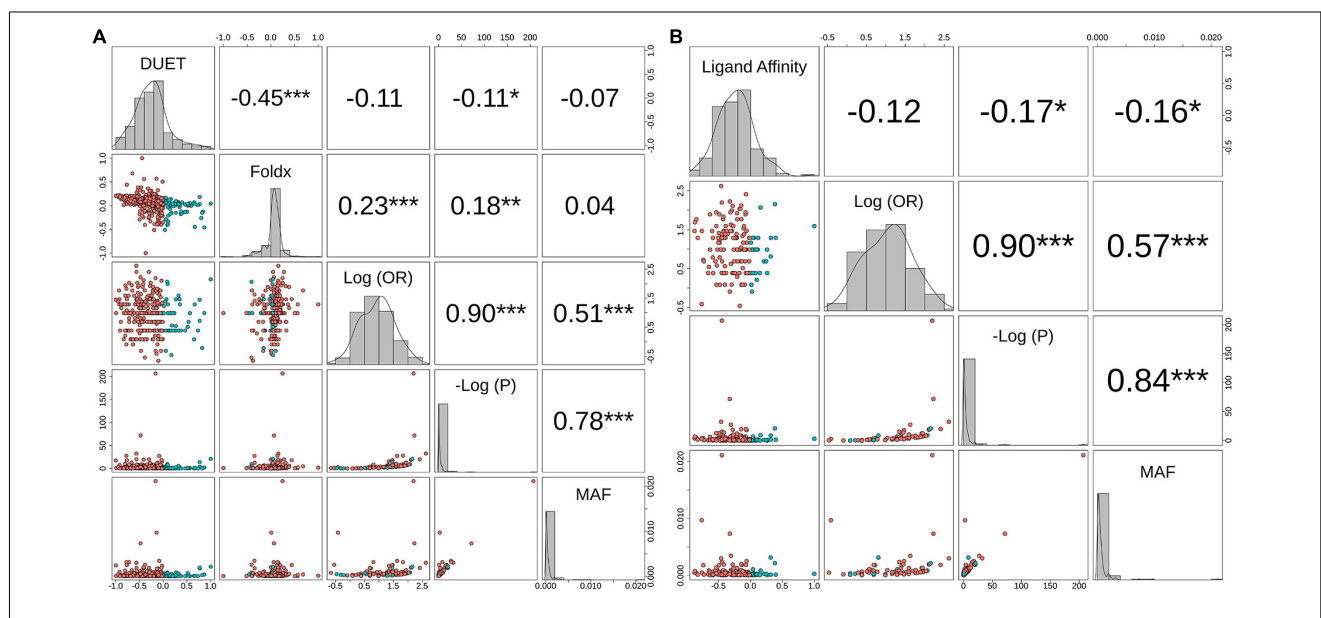 A
-1.0 0.0 0.5 1.0
0 50 100 150 200
B
-0.5 0.5 1.5 2.5
0.000 0.010 0.020
DUET
-0.45***
-0.11
-0.11*
-0.07
-1.0 -0.5 0.0 0.5 1.0
Ligand Affinity
-0.12
-0.17*
-0.16*
-0.5 0.0 0.5 1.0
-1.0 -0.5 0.0 0.5 1.0
Foldx
0.23***
0.18**
0.04
0.5 1.5 2.5
-0.5
Log (OR)
0.90***
0.57***
Log (OR)
0.90***
0.51***
-0.5 0.5 1.5 2.5
-Log (P)
0.84***
0 50 100 150 200
0 50 100 150 200
-Log (P)
0.78***
0.000 0.010 0.020
MAF
MAF
0.000 0.010 0.020
-1.0 -0.5 0.0 0.5 1.0
-0.5 0.5 1.5 2.5
0.000 0.010 0.020
-0.5 0.0 0.5 1.0
0 50 100 150 200